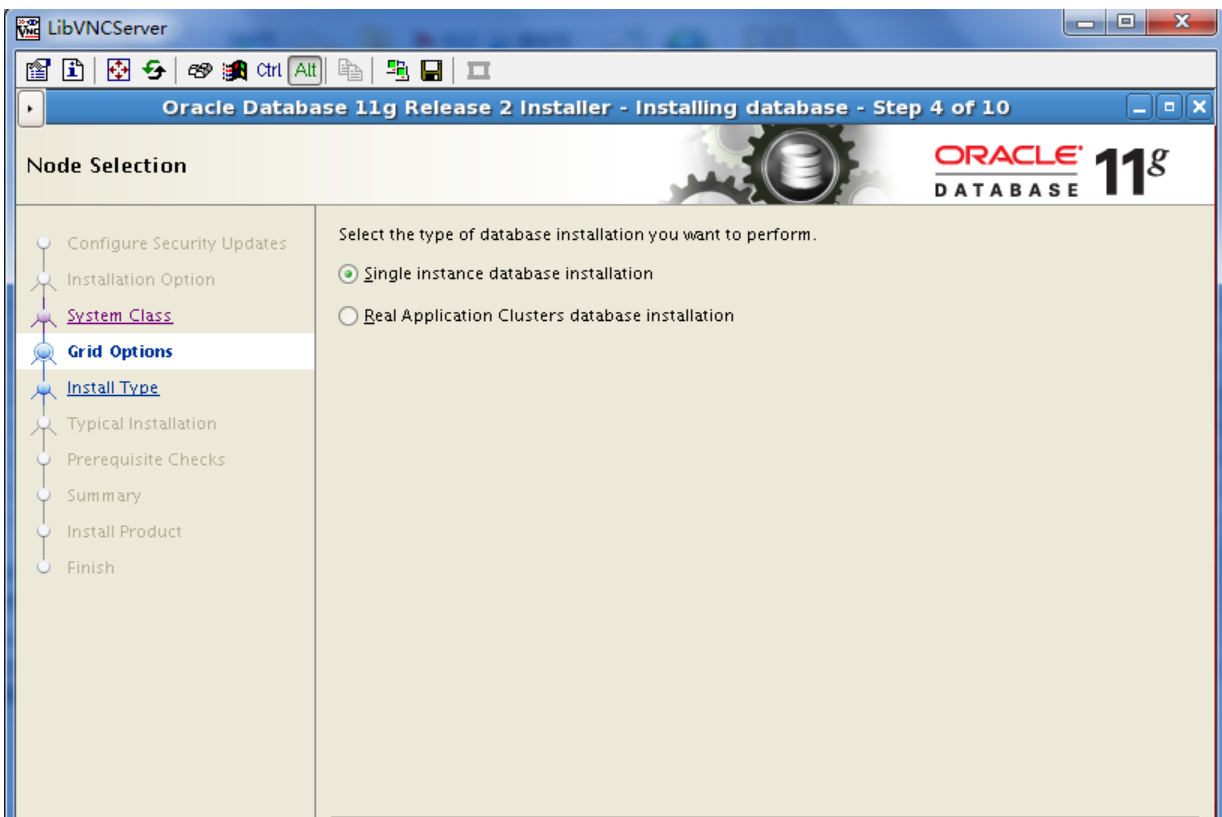 LibVNCServer
Ctrl Alt
Oracle Database 11g Release 2 Installer - Installing database - Step 4 of 10
Node Selection
ORACLE
DATABASE 11g
Configure Security Updates
Installation Option
System Class
Grid Options
Install Type
Typical Installation
Prerequisite Checks
Summary
Install Product
Finish
Select the type of database installation you want to perform.
Single instance database installation
Real Application Clusters database installation